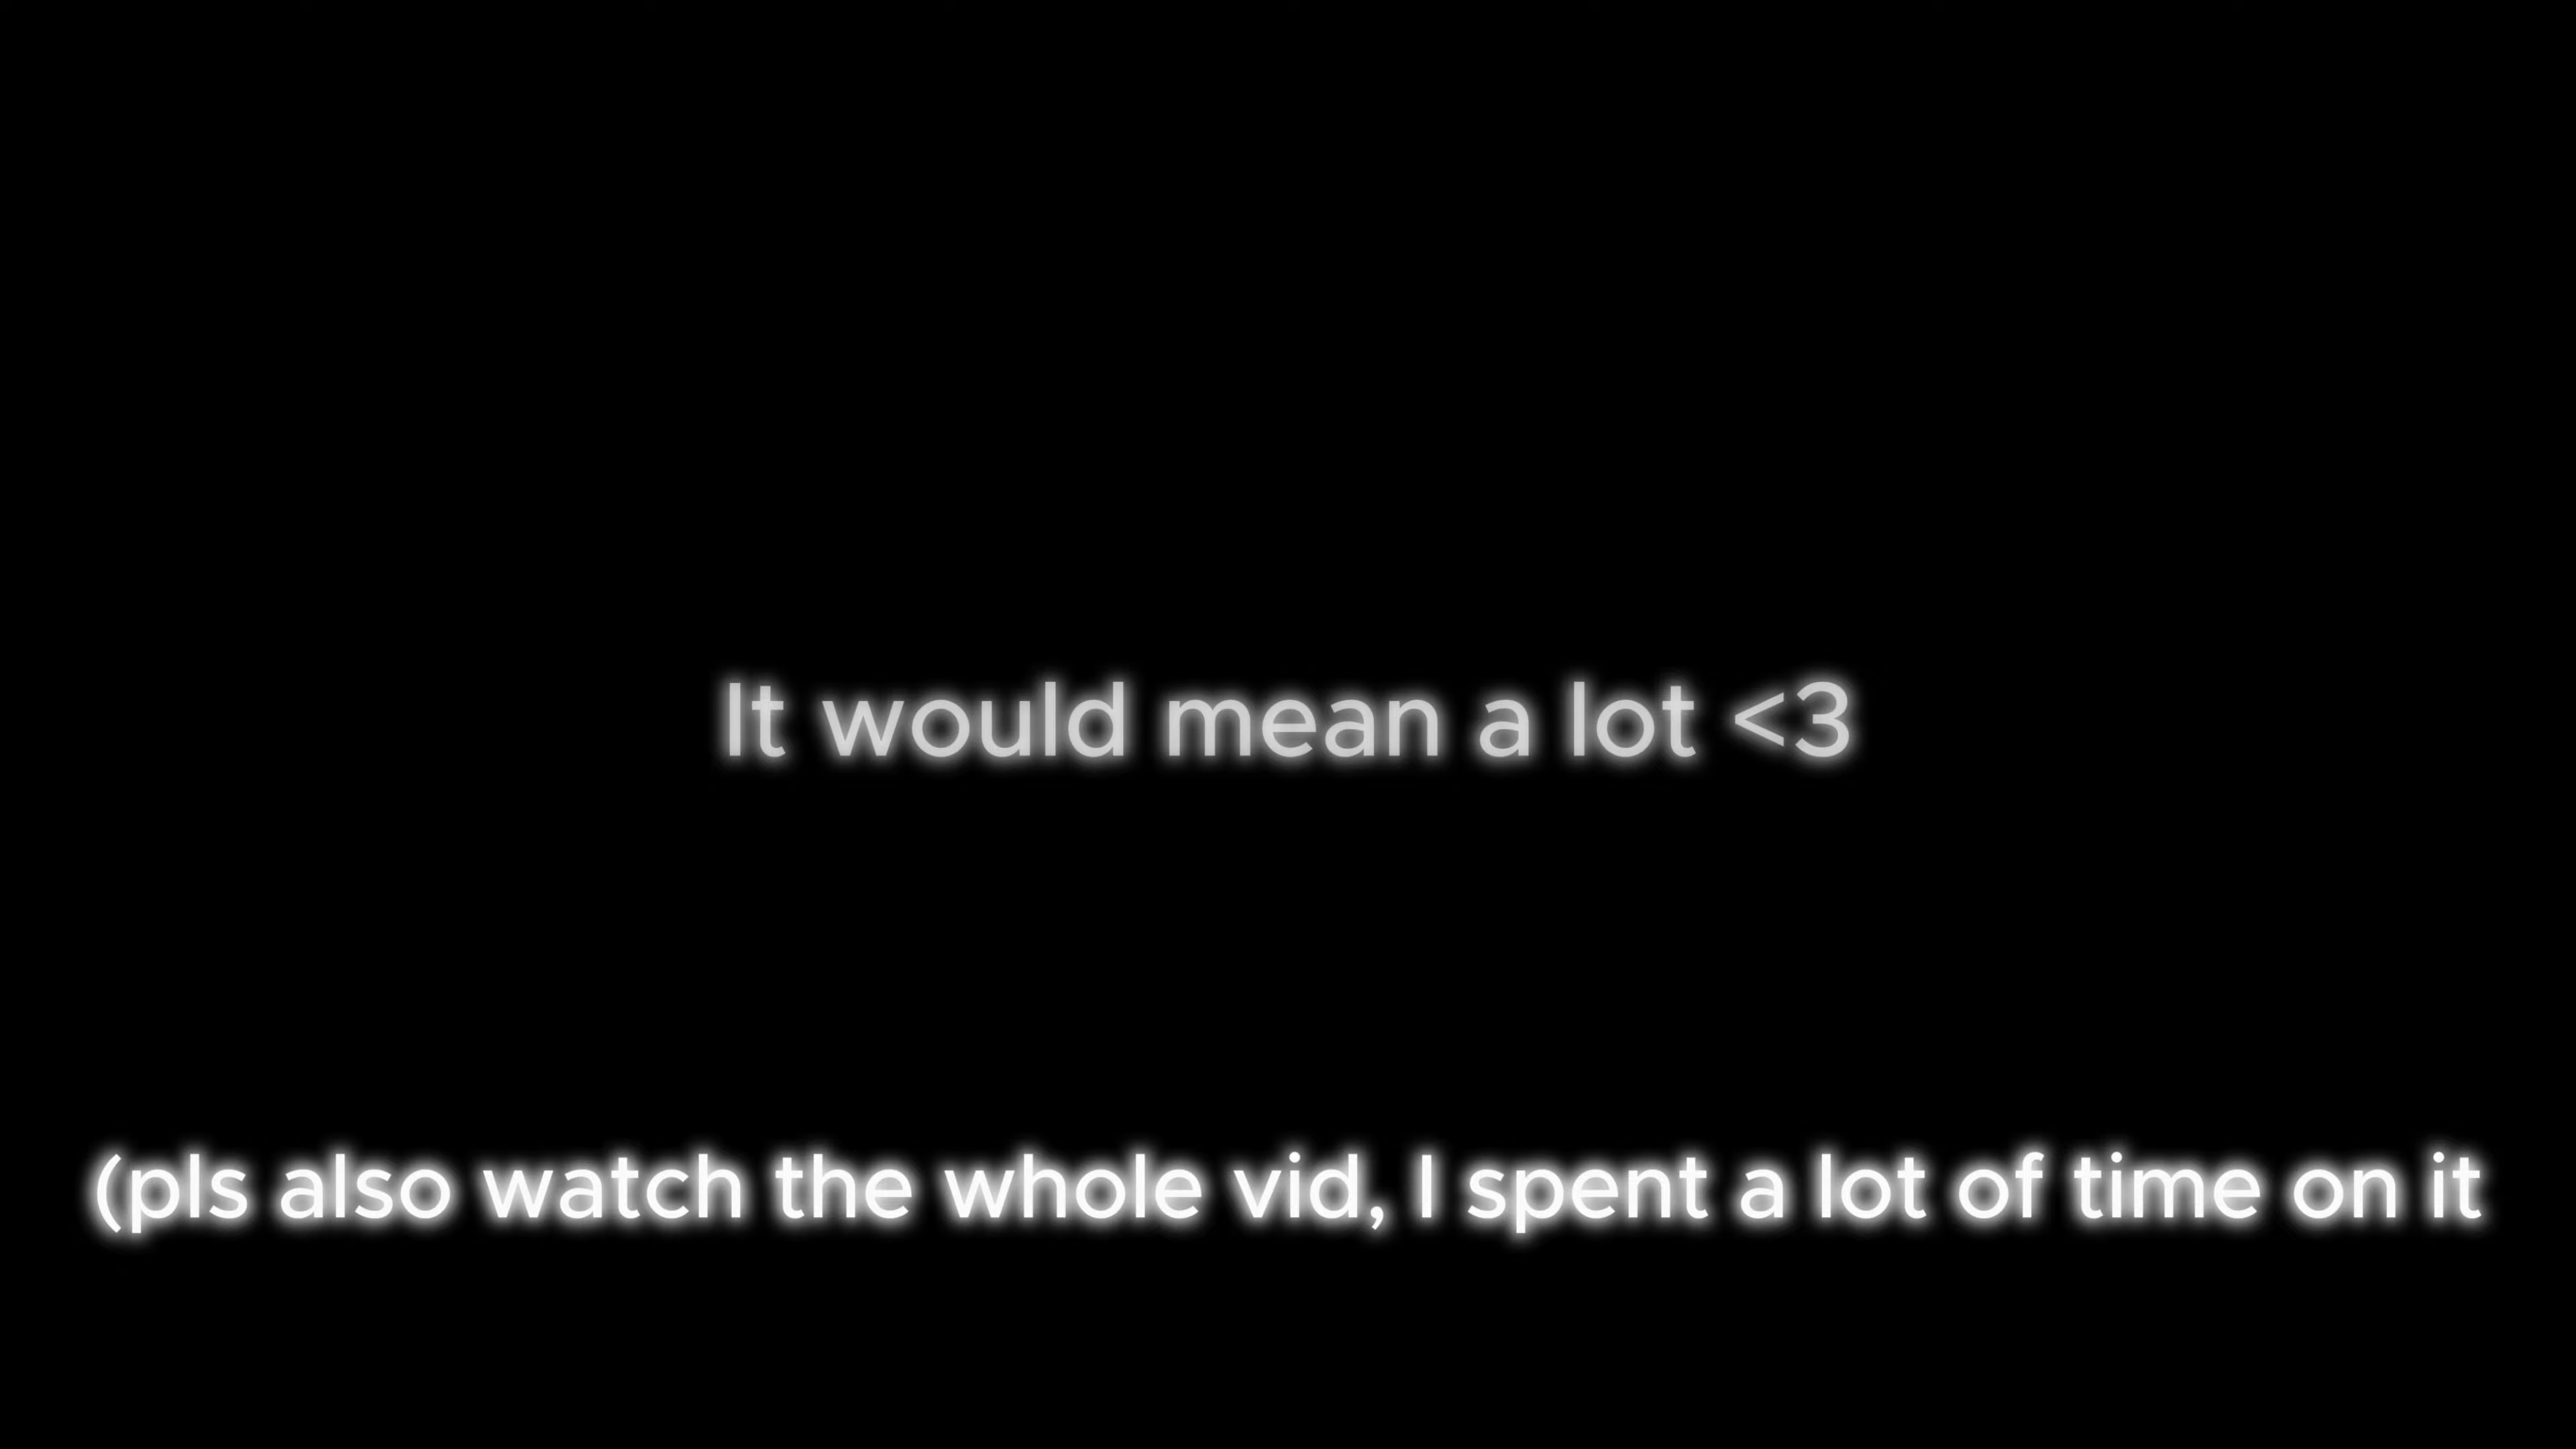 It would mean a lot <3
(pls also watch the whole vid, I spent a lot of time on it